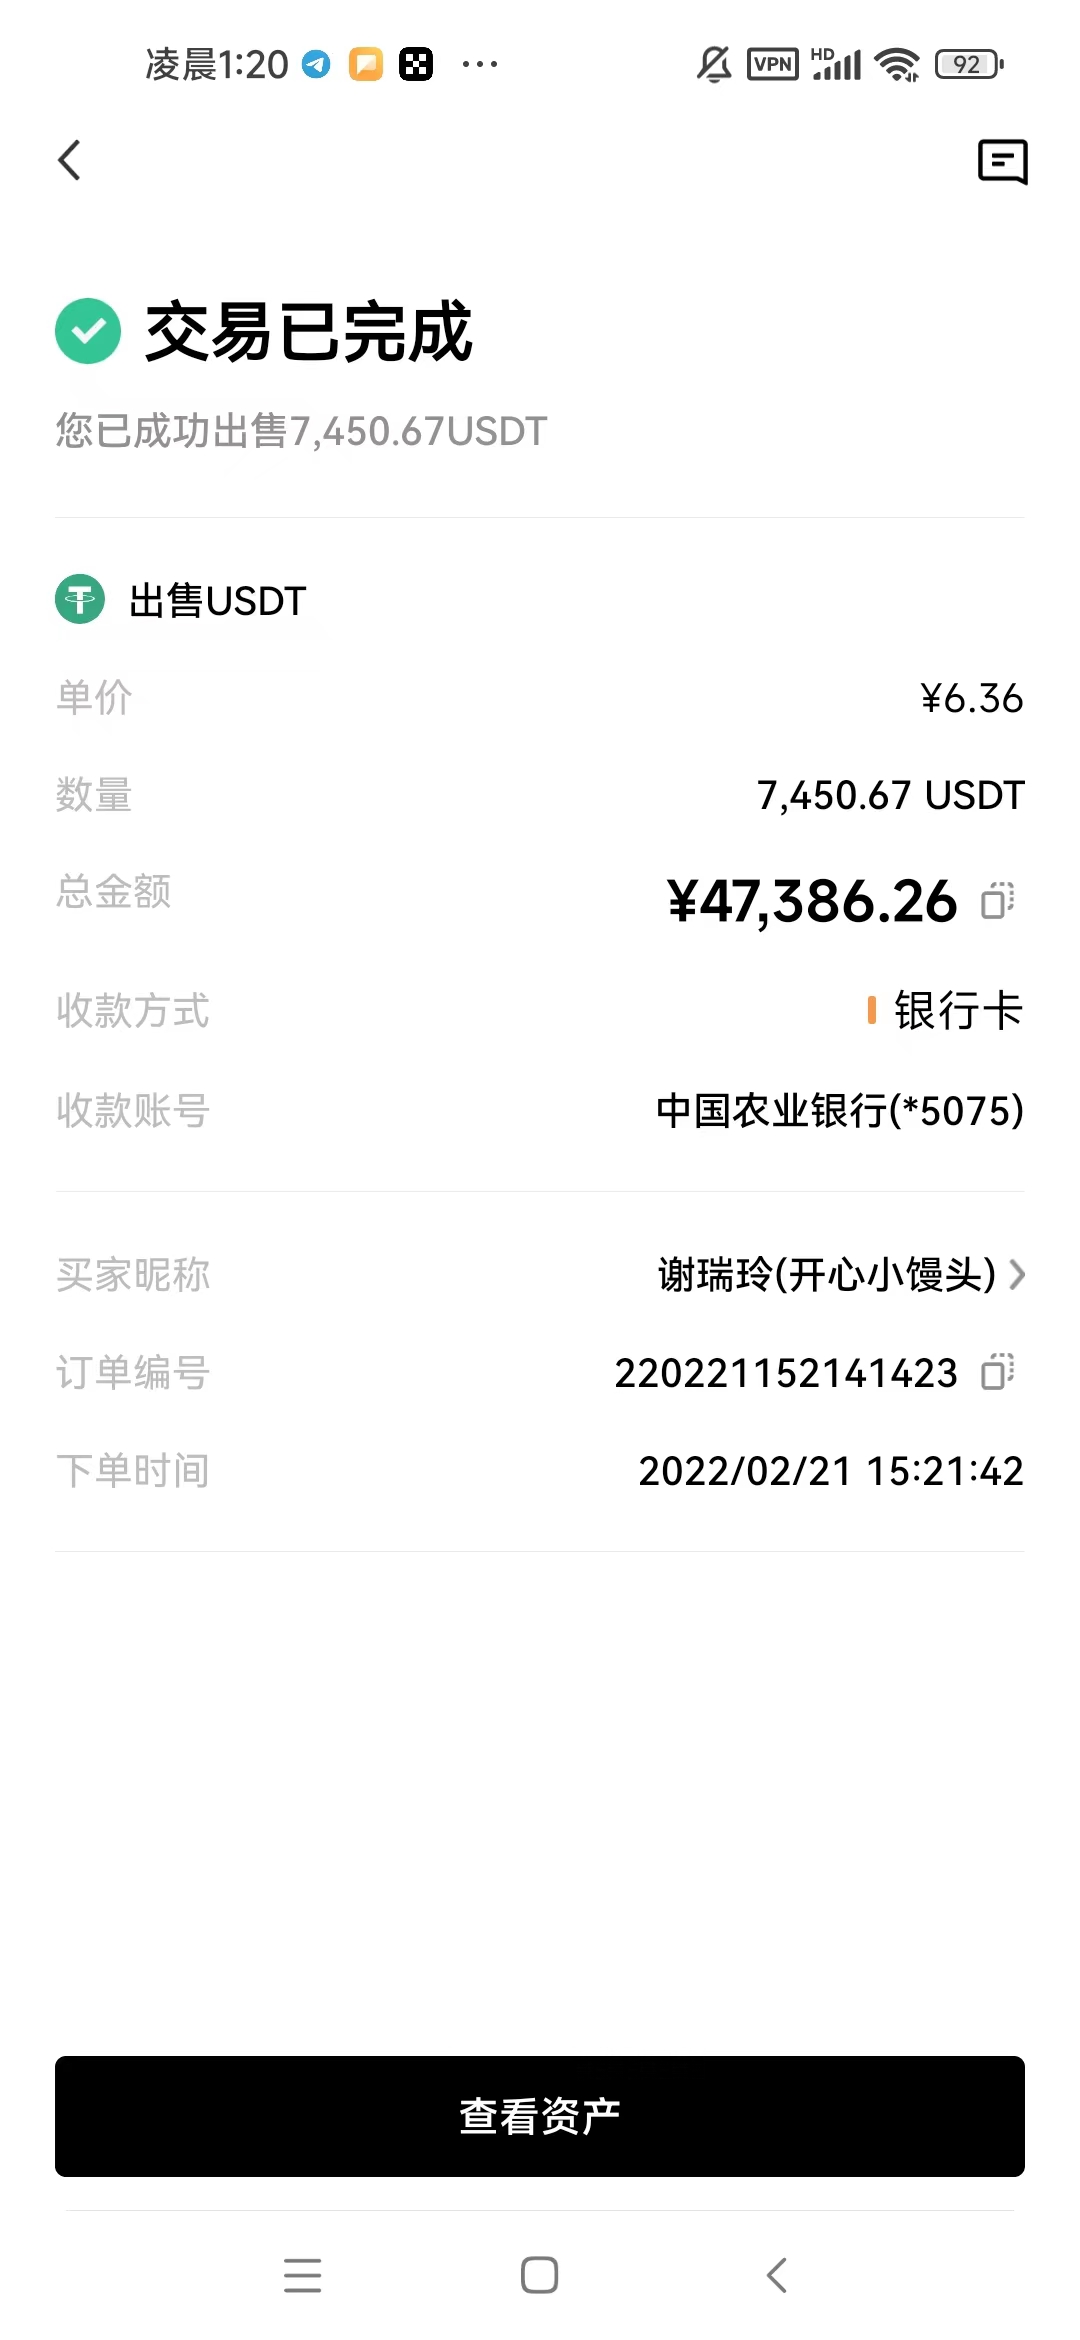 凌晨1:20 ... VPN HD 92
交易已完成
您已成功出售7,450.67USDT
出售USDT
单价 ¥6.36
数量 7,450.67 USDT
总金额 ¥47,386.26
收款方式 银行卡
收款账号 中国农业银行(*5075)
买家昵称 谢瑞玲(开心小馒头)
订单编号 220221152141423
下单时间 2022/02/21 15:21:42
查看资产